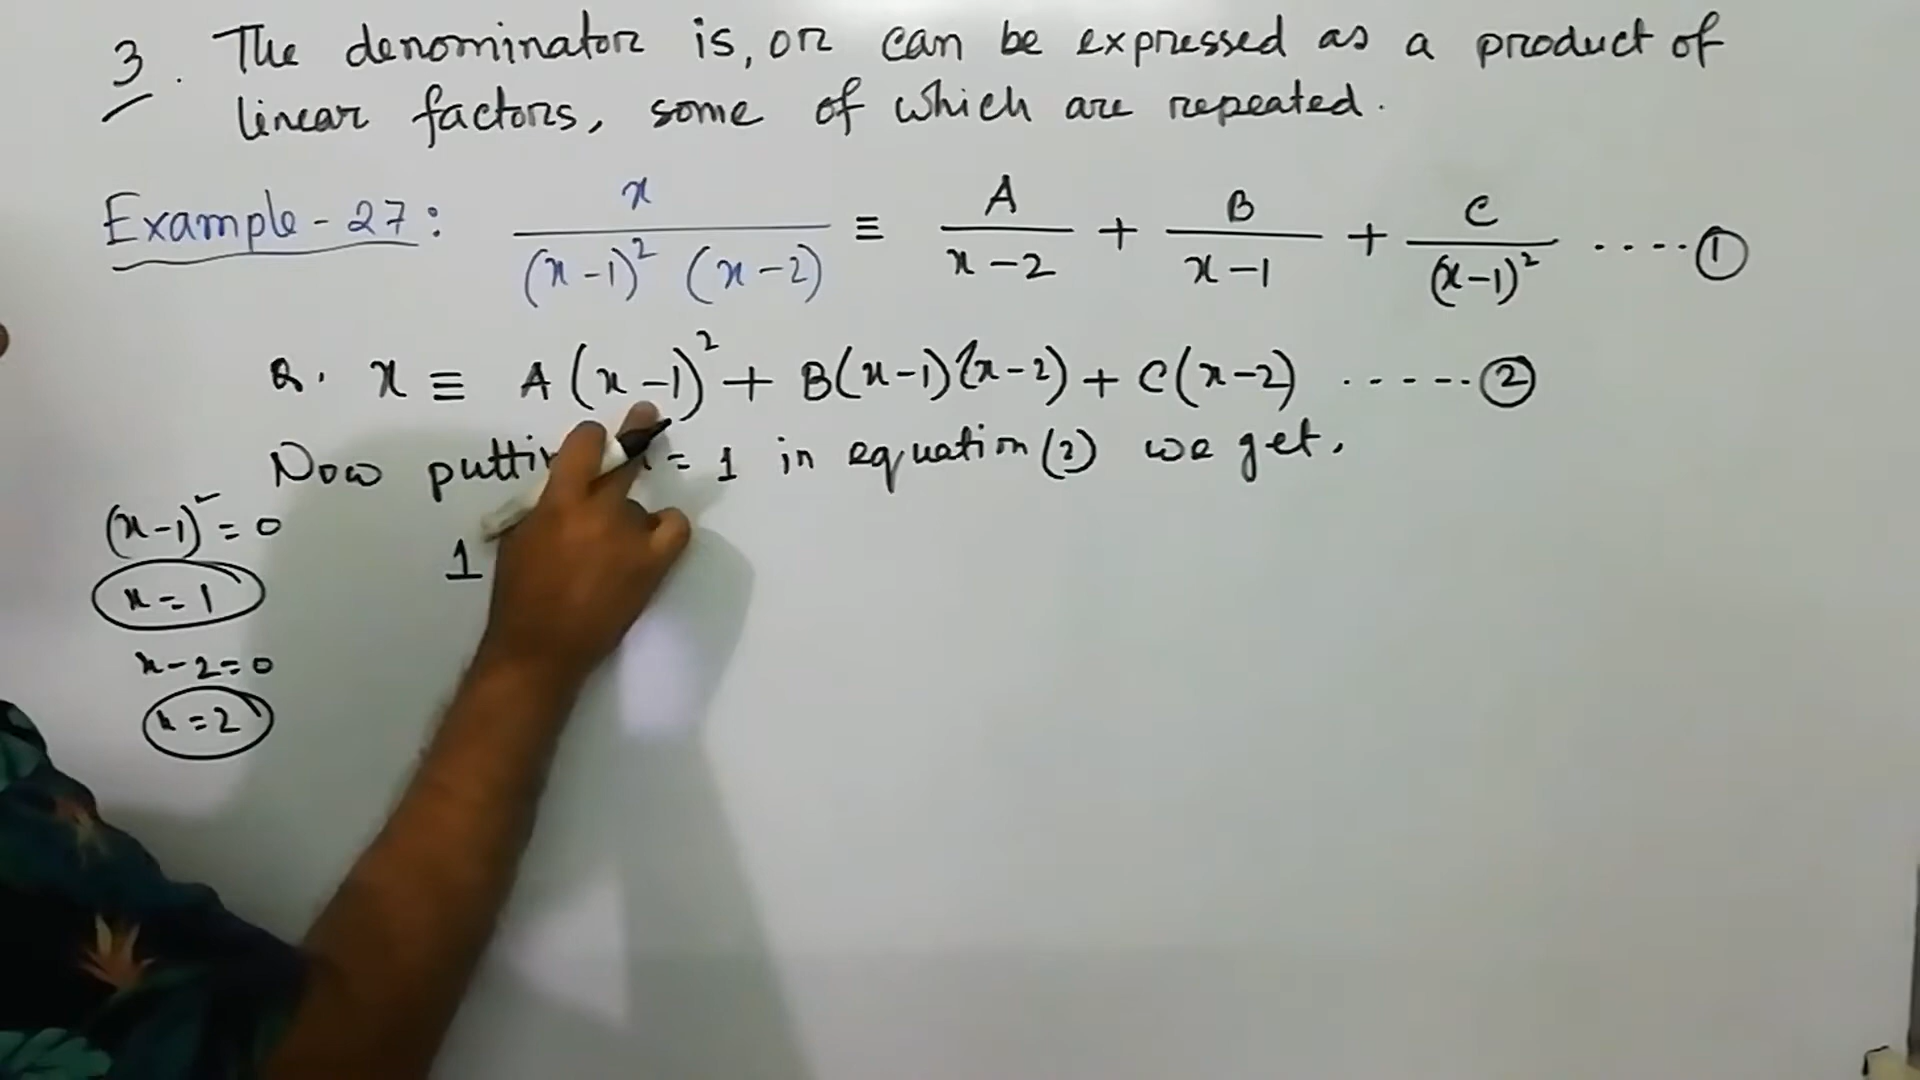 3. The denominator is, or can be expressed as a product of
linear factors, some of which are repeated.
Example-27: x / (x-1)² (x-2) ≡ A / x-2 + B / x-1 + C / (x-1)² ....①
x ≡ A(x-1)² + B(x-1)(x-2) + C(x-2) .....②
Now = 1 in equation (2) we get,
(x-1)² = 0
1
x = 1
x-2=0
x=2